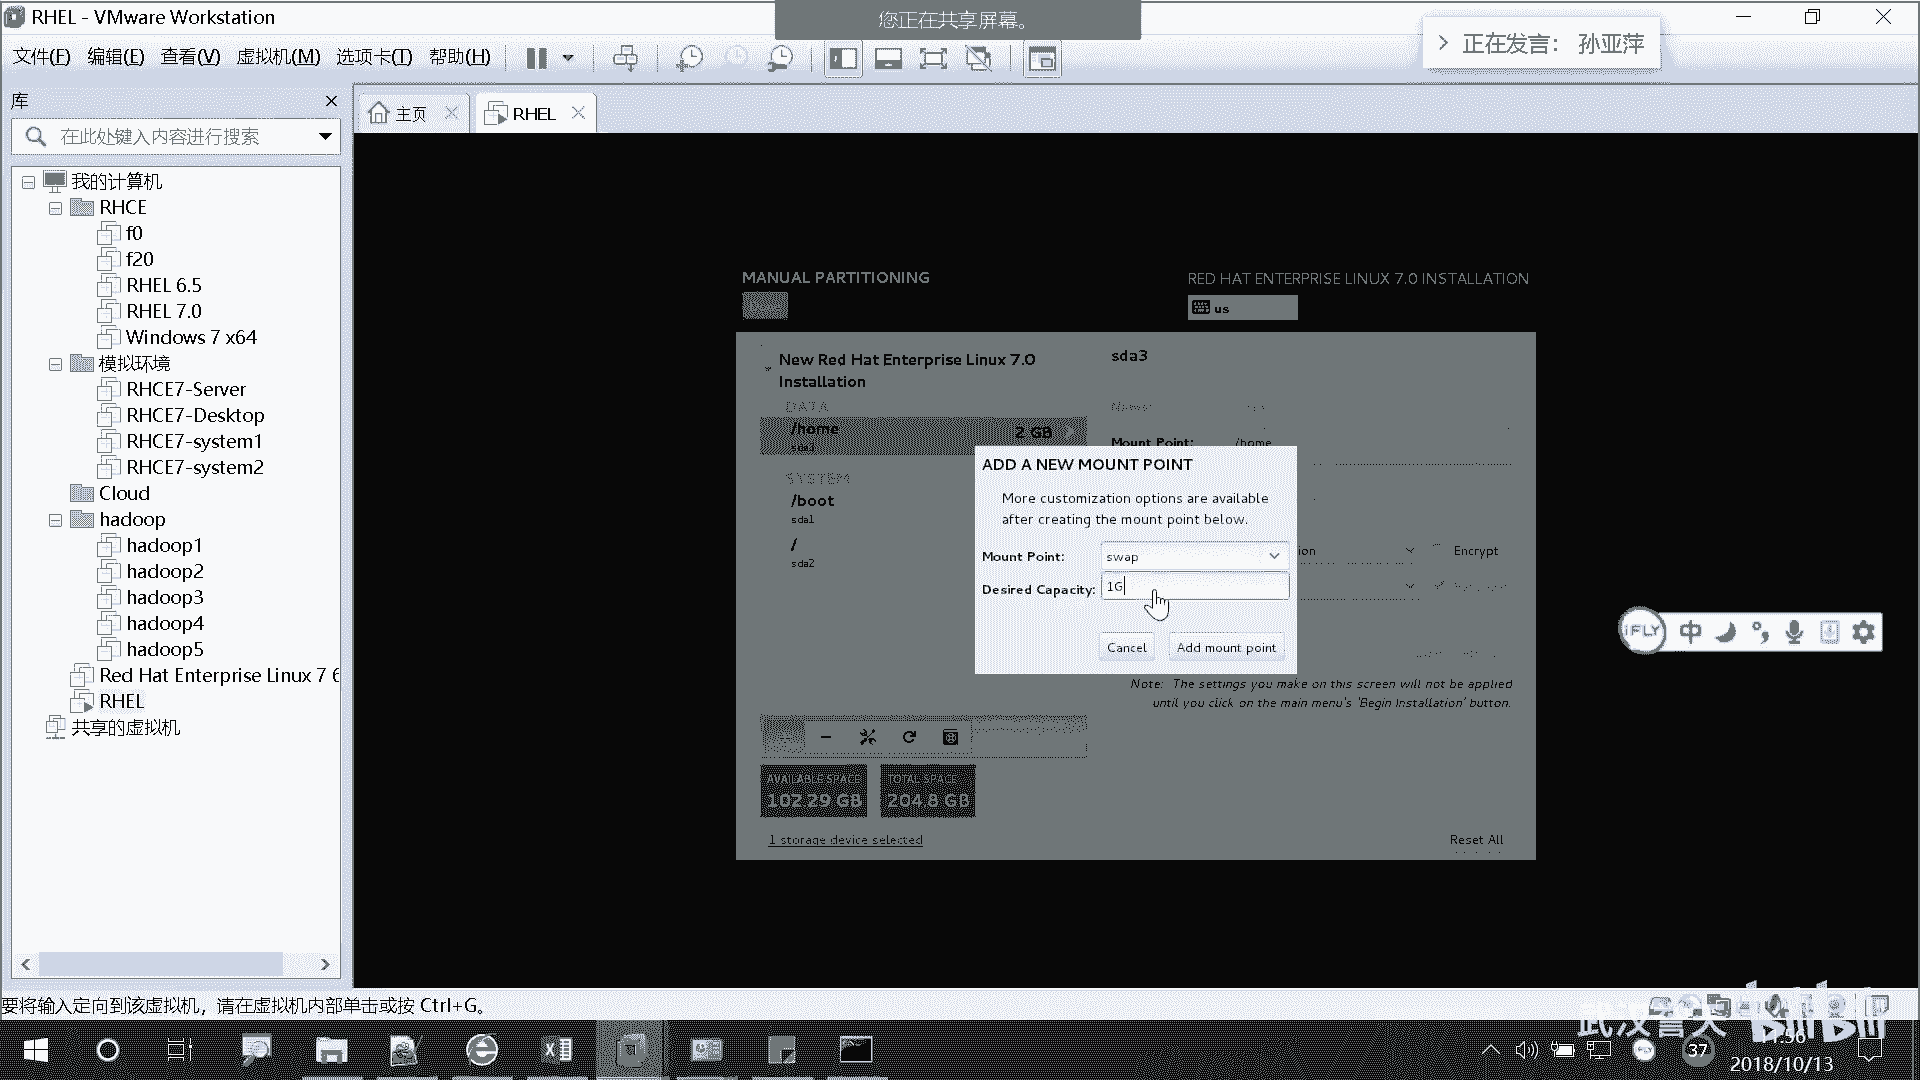 RHEL - VMware Workstation
您正在共享屏幕。
文件(F) 编辑(E) 查看(V) 虚拟机(M) 选项卡(T) 帮助(H)
正在发言： 孙亚萍
库
主页
RHEL
在此处键入内容进行搜索
我的计算机
RHCE
f0
f20
RHEL 6.5
RHEL 7.0
Windows 7 x64
模拟环境
RHCE7-Server
RHCE7-Desktop
RHCE7-system1
RHCE7-system2
Cloud
hadoop
hadoop1
hadoop2
hadoop3
hadoop4
hadoop5
Red Hat Enterprise Linux 7 6
RHEL
共享的虚拟机
MANUAL PARTITIONING
RED HAT ENTERPRISE LINUX 7.0 INSTALLATION
us
New Red Hat Enterprise Linux 7.0
Installation
DATA
/home
2 GB
sda3
SYSTEM
/boot
sda1
/
sda2
sda3
Name:
Mount Point:
/home
Encrypt
ADD A NEW MOUNT POINT
More customization options are available
after creating the mount point below.
Mount Point:
swap
Desired Capacity:
1G
Cancel
Add mount point
Note: The settings you make on this screen will not be applied
until you click on the main menu's 'Begin Installation' button.
AVAILABLE SPACE
102.29 GB
TOTAL SPACE
204.8 GB
1 storage device selected
Reset All
iFLY
中
要将输入定向到该虚拟机，请在虚拟机内部单击或按 Ctrl+G。
bilibili
37
2018/10/13